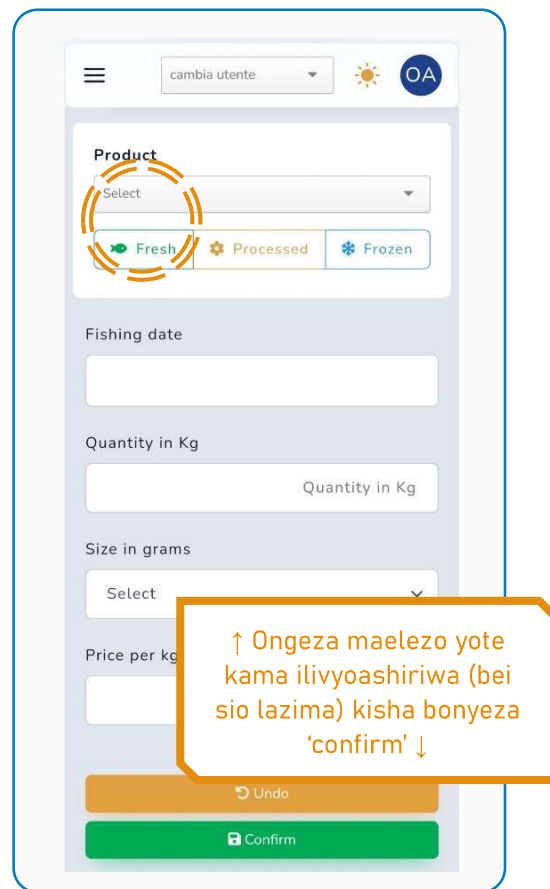 cambia utente
OA
Product
Select
Fresh
Processed
Frozen
Fishing date
Quantity in Kg
Quantity in Kg
Size in grams
Select
Price per kg
↑ Ongeza maelezo yote
kama ilivyoashiriwa (bei
sio lazima) kisha bonyeza
‘confirm’ ↓
Undo
Confirm